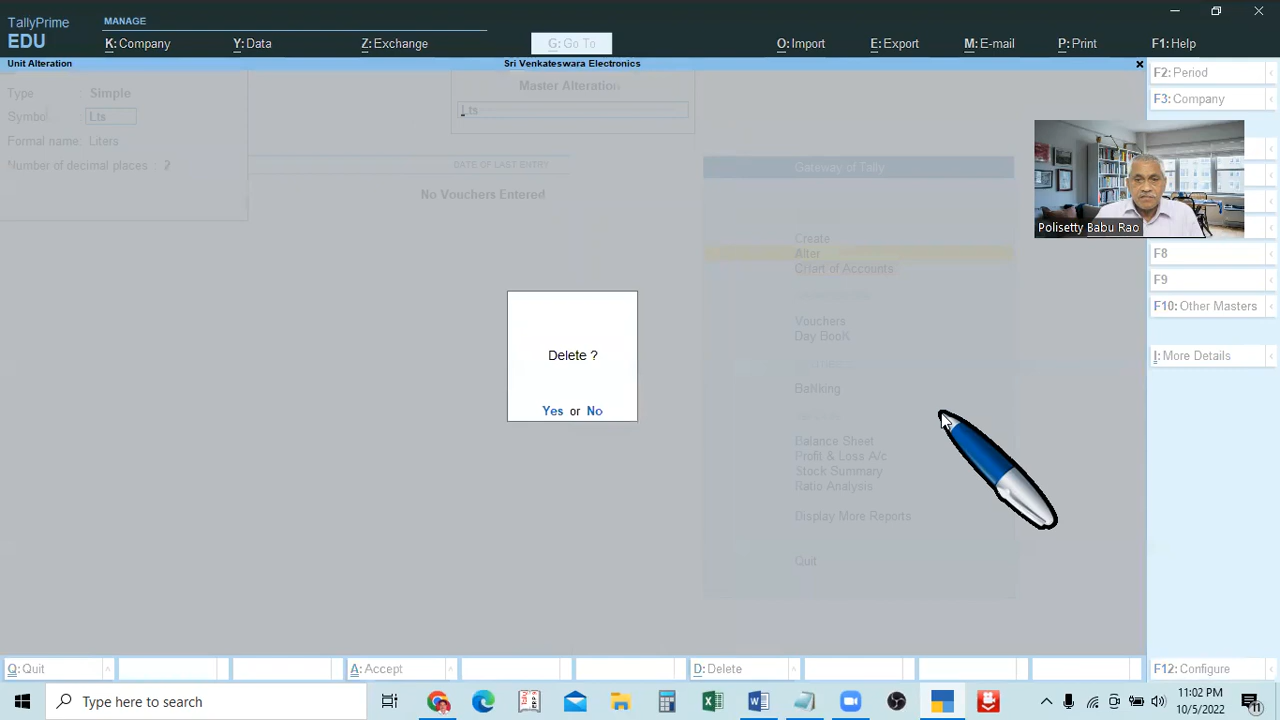 TallyPrime
EDU
MANAGE
K: Company
Y: Data
Z: Exchange
G: Go To
O: Import
E: Export
M: E-mail
P: Print
F1: Help
Unit Alteration
Sri Venkateswara Electronics
F2: Period
F3: Company
Type : Simple
Symbol : Lts
Formal name: Liters
Number of decimal places : 2
Master Alteration
Lts
DATE OF LAST ENTRY
No Vouchers Entered
Gateway of Tally
Create
Alter
CHart of Accounts
Vouchers
Day BooK
BaNking
Balance Sheet
Profit & Loss A/c
Stock Summary
Ratio Analysis
Display More Reports
Quit
Delete ?
Yes or No
Polisetty Babu Rao
F8
F9
F10: Other Masters
I: More Details
Q: Quit
A: Accept
D: Delete
F12: Configure
Type here to search
11:02 PM
10/5/2022